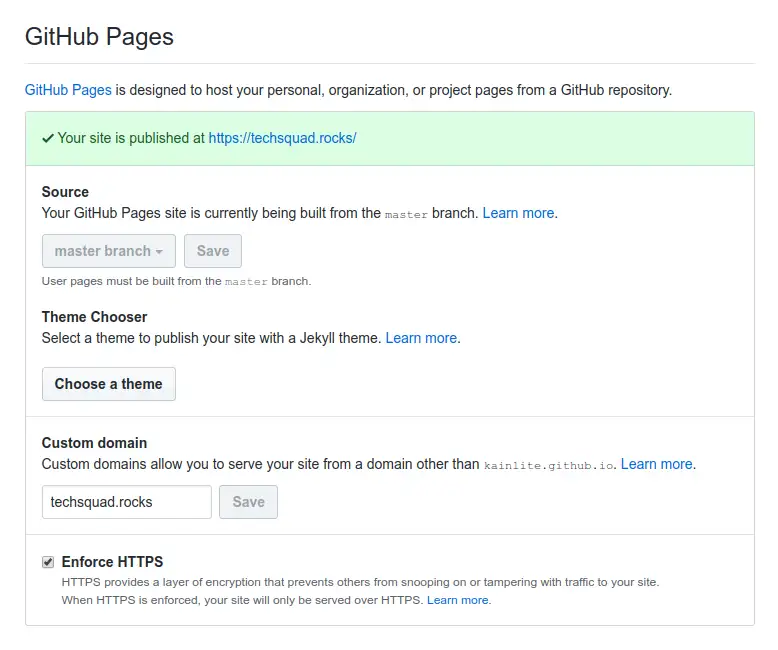 GitHub Pages
GitHub Pages is designed to host your personal, organization, or project pages from a GitHub repository.
Your site is published at https://techsquad.rocks/
Source
Your GitHub Pages site is currently being built from the master branch. Learn more.
master branch Save
User pages must be built from the master branch.
Theme Chooser
Select a theme to publish your site with a Jekyll theme. Learn more.
Choose a theme
Custom domain
Custom domains allow you to serve your site from a domain other than kainlite.github.io. Learn more.
techsquad.rocks Save
Enforce HTTPS
HTTPS provides a layer of encryption that prevents others from snooping on or tampering with traffic to your site.
When HTTPS is enforced, your site will only be served over HTTPS. Learn more.